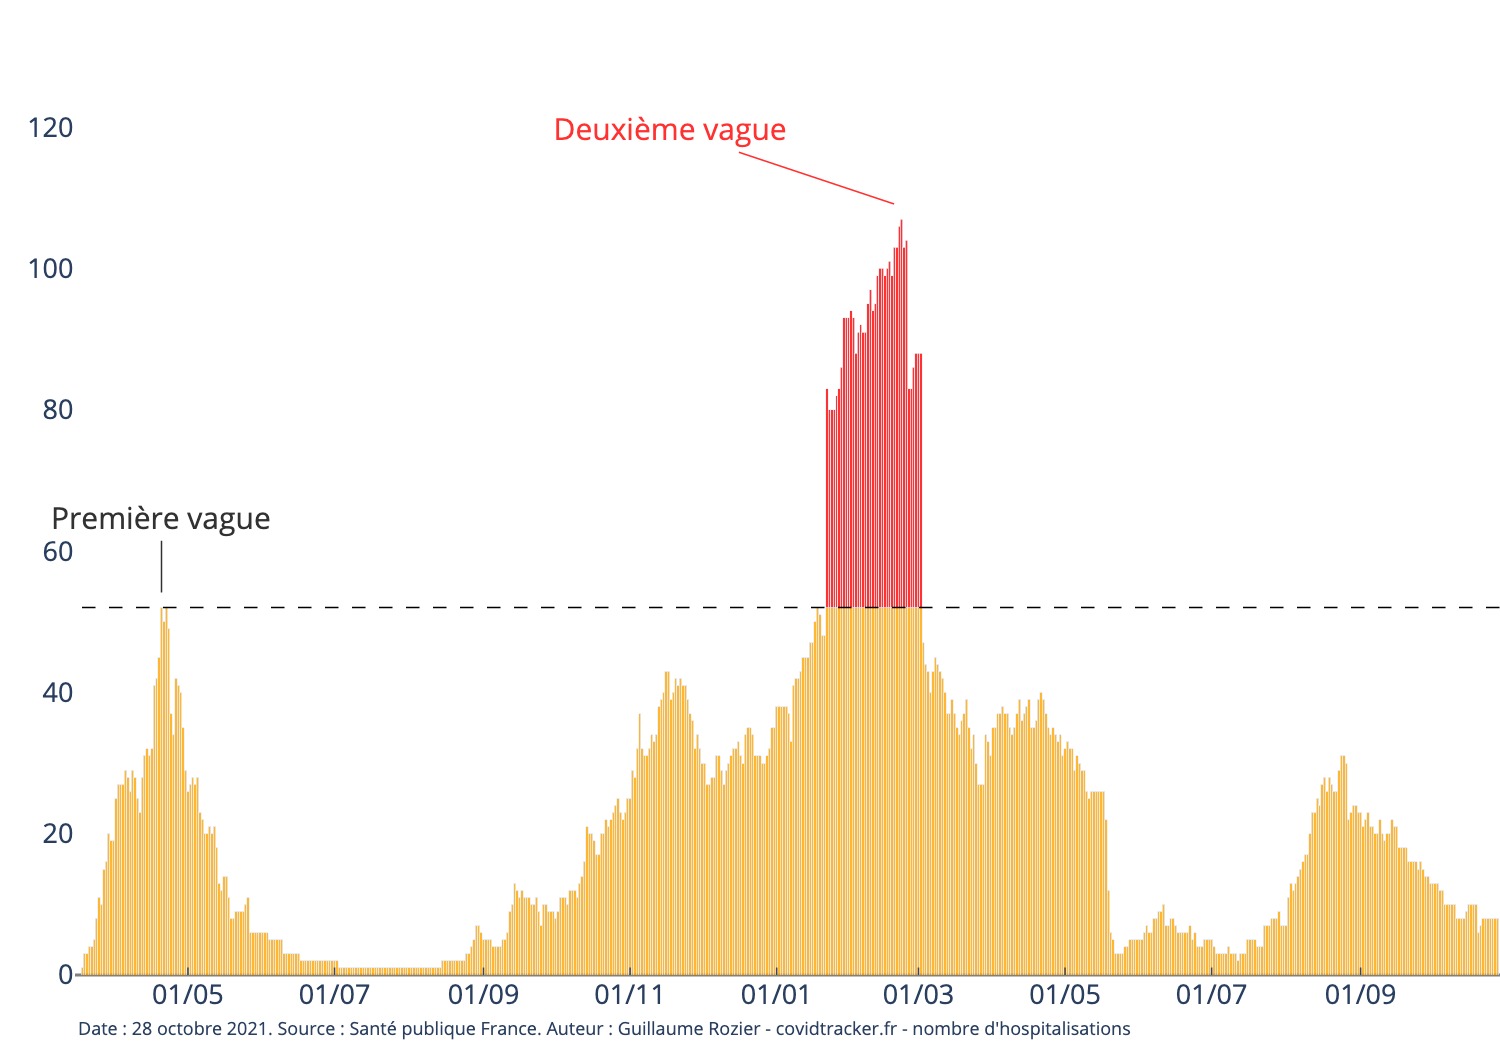 120
Deuxième vague
100
80
Première vague
60
40
20
0
01/05 01/07 01/09 01/11 01/01 01/03 01/05 01/07 01/09
Date : 28 octobre 2021. Source : Santé publique France. Auteur : Guillaume Rozier - covidtracker.fr - nombre d'hospitalisations